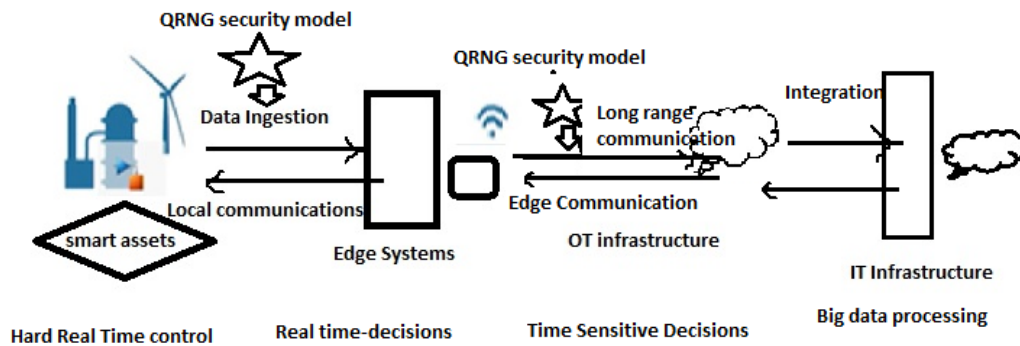 QRNG security model
QRNG security model
Data Ingestion
Long range
communication
Integration
Local communications
Edge Communication
smart assets
Edge Systems
OT infrastructure
IT Infrastructure
Hard Real Time control
Real time-decisions
Time Sensitive Decisions
Big data processing